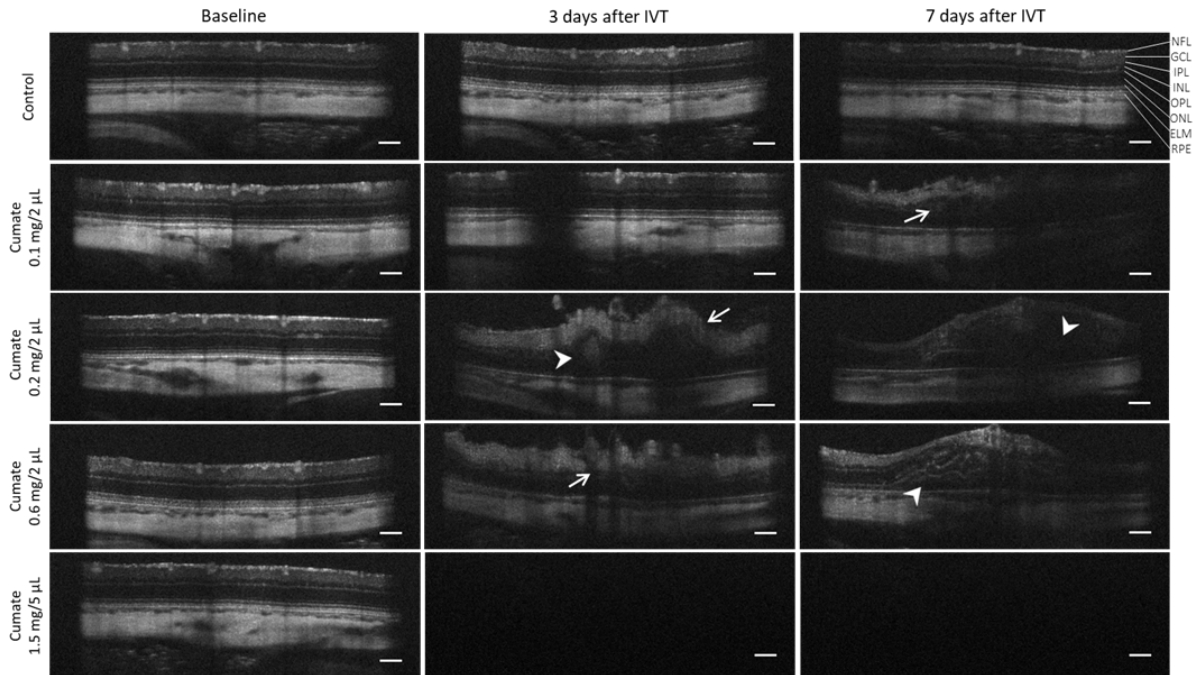 Baseline
3 days after IVT
7 days after IVT
Control
NFL
GCL
IPL
INL
OPL
ONL
ELM
RPE
Cumate
0.1 mg/2 µL
Cumate
0.2 mg/2 µL
Cumate
0.6 mg/2 µL
Cumate
1.5 mg/5 µL